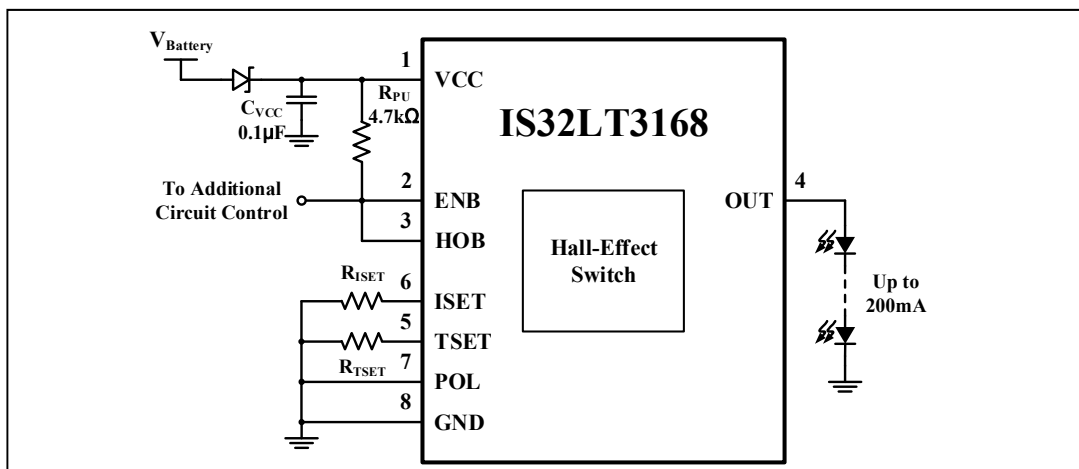 V Battery
CVCC
0.1µF
RPU
4.7kΩ
To Additional
Circuit Control
RISET
RTSET
1
VCC
2
ENB
3
HOB
6
ISET
5
TSET
7
POL
8
GND
IS32LT3168
Hall-Effect
Switch
4
OUT
Up to
200mA